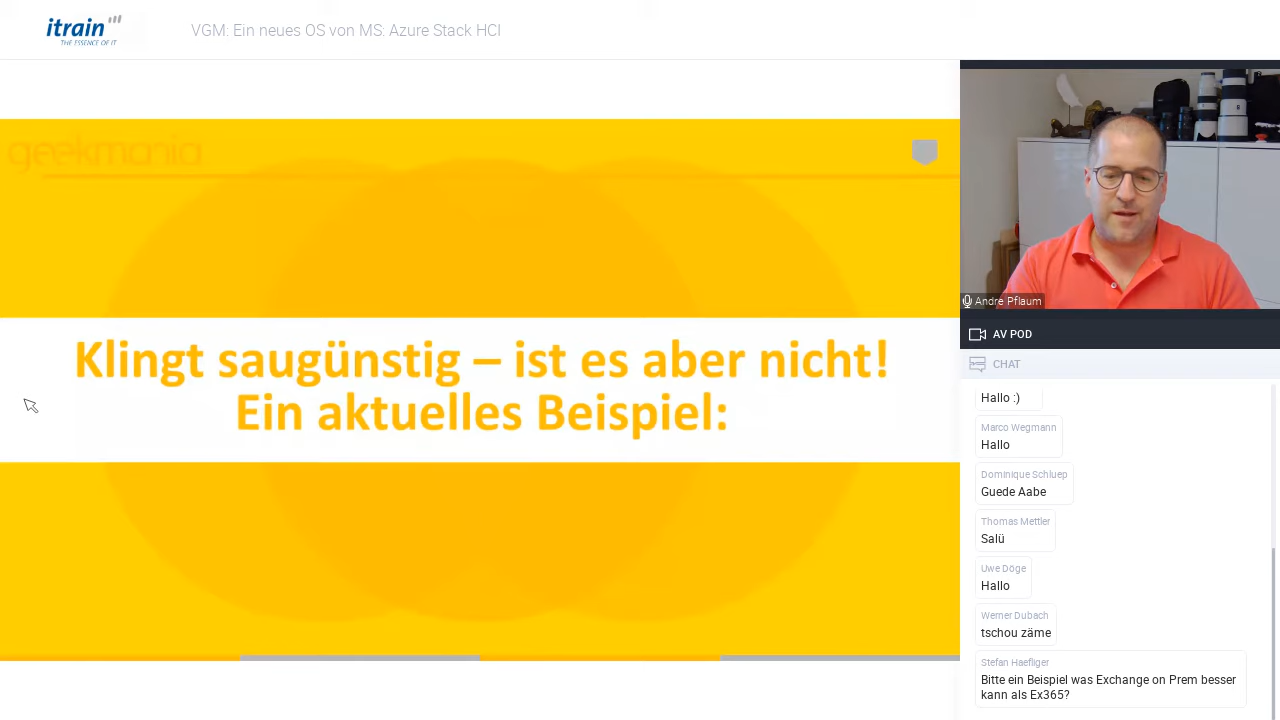 itrain
THE ESSENCE OF IT
VGM: Ein neues OS von MS: Azure Stack HCI
geekmania
Klingt saugünstig – ist es aber nicht!
Ein aktuelles Beispiel:
Andre Pflaum
AV POD
CHAT
Hallo :)
Marco Wegmann
Hallo
Dominique Schluep
Guede Aabe
Thomas Mettler
Salü
Uwe Döge
Hallo
Werner Dubach
tschou zäme
Stefan Haefliger
Bitte ein Beispiel was Exchange on Prem besser
kann als Ex365?